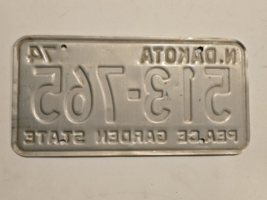 N.DAKOTA 74
513-765
PEACE GARDEN STATE